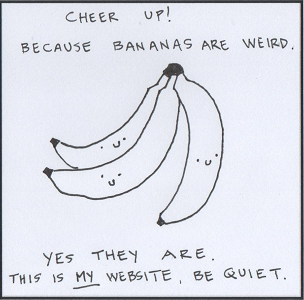 CHEER UP!
BECAUSE BANANAS ARE WEIRD.
YES THEY ARE.
THIS IS MY WEBSITE, BE QUIET.